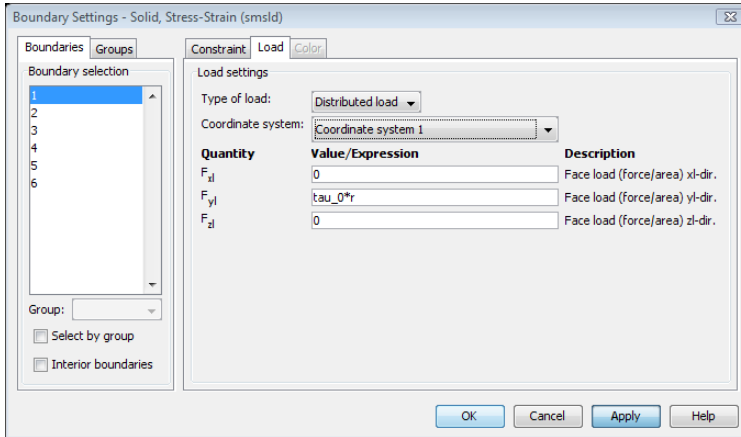 Boundary Settings - Solid, Stress-Strain (smsld)
Boundaries Groups
Boundary selection
1
2
3
4
5
6
Group:
Select by group
Interior boundaries
Constraint Load Color
Load settings
Type of load: Distributed load
Coordinate system: Coordinate system 1
Quantity Value/Expression Description
Fxl 0 Face load (force/area) xl-dir.
Fyl tau_0*r Face load (force/area) yl-dir.
Fzl 0 Face load (force/area) zl-dir.
OK Cancel Apply Help